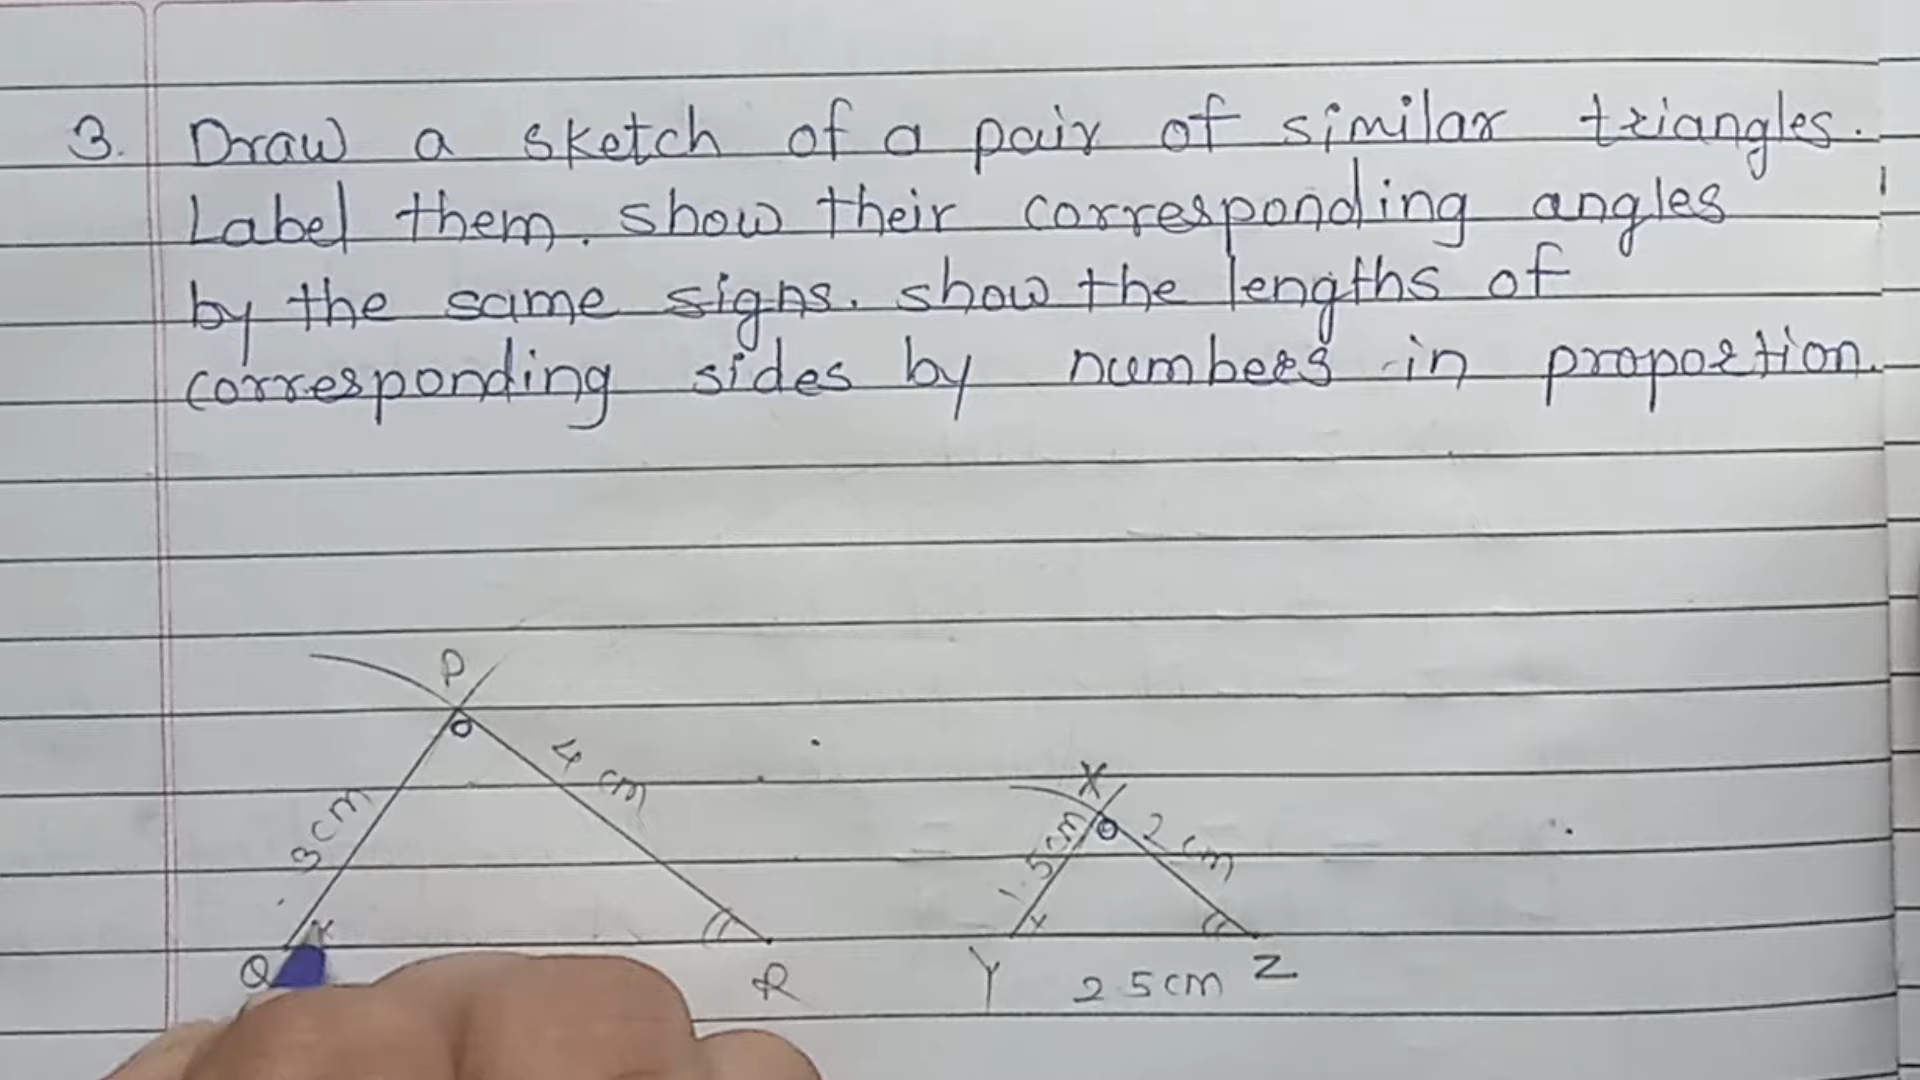 3. Draw a sketch of a pair of similar triangles.
Label them. show their corresponding angles
by the same signs. show the lengths of
corresponding sides by numbers in proportion.
P
4 cm
3cm
X
1.5cm
2 cm
Q
R
Y
2 5cm
Z